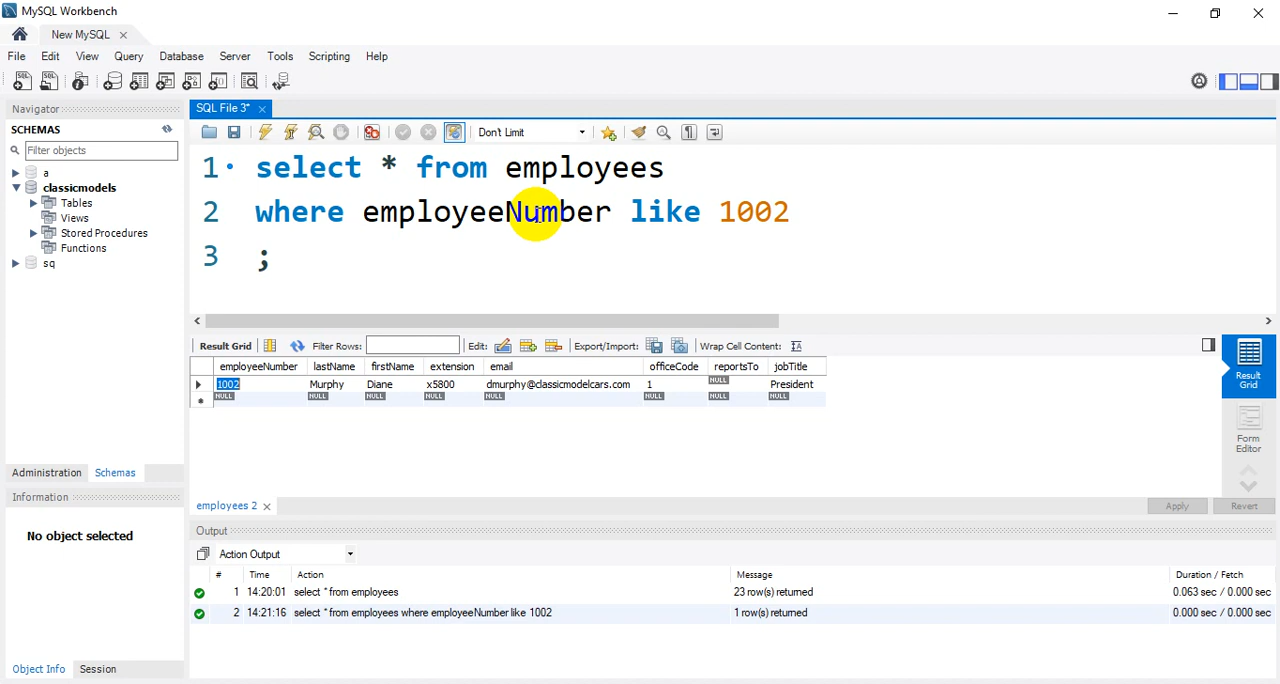 MySQL Workbench
New MySQL
File Edit View Query Database Server Tools Scripting Help
Navigator
SCHEMAS
Filter objects
a
classicmodels
Tables
Views
Stored Procedures
Functions
sq
Administration Schemas
Information
No object selected
Object Info Session
SQL File 3*
Don't Limit
1 select * from employees
2 where employeeNumber like 1002
3 ;
Result Grid Filter Rows: Edit: Export/Import: Wrap Cell Content:
employeeNumber lastName firstName extension email officeCode reportsTo jobTitle
1002 Murphy Diane x5800 dmurphy@classicmodelcars.com 1 NULL President
NULL NULL NULL NULL NULL NULL NULL NULL
Result
Grid
Form
Editor
employees 2
Apply Revert
Output
Action Output
# Time Action Message Duration / Fetch
1 14:20:01 select * from employees 23 row(s) returned 0.063 sec / 0.000 sec
2 14:21:16 select * from employees where employeeNumber like 1002 1 row(s) returned 0.000 sec / 0.000 sec